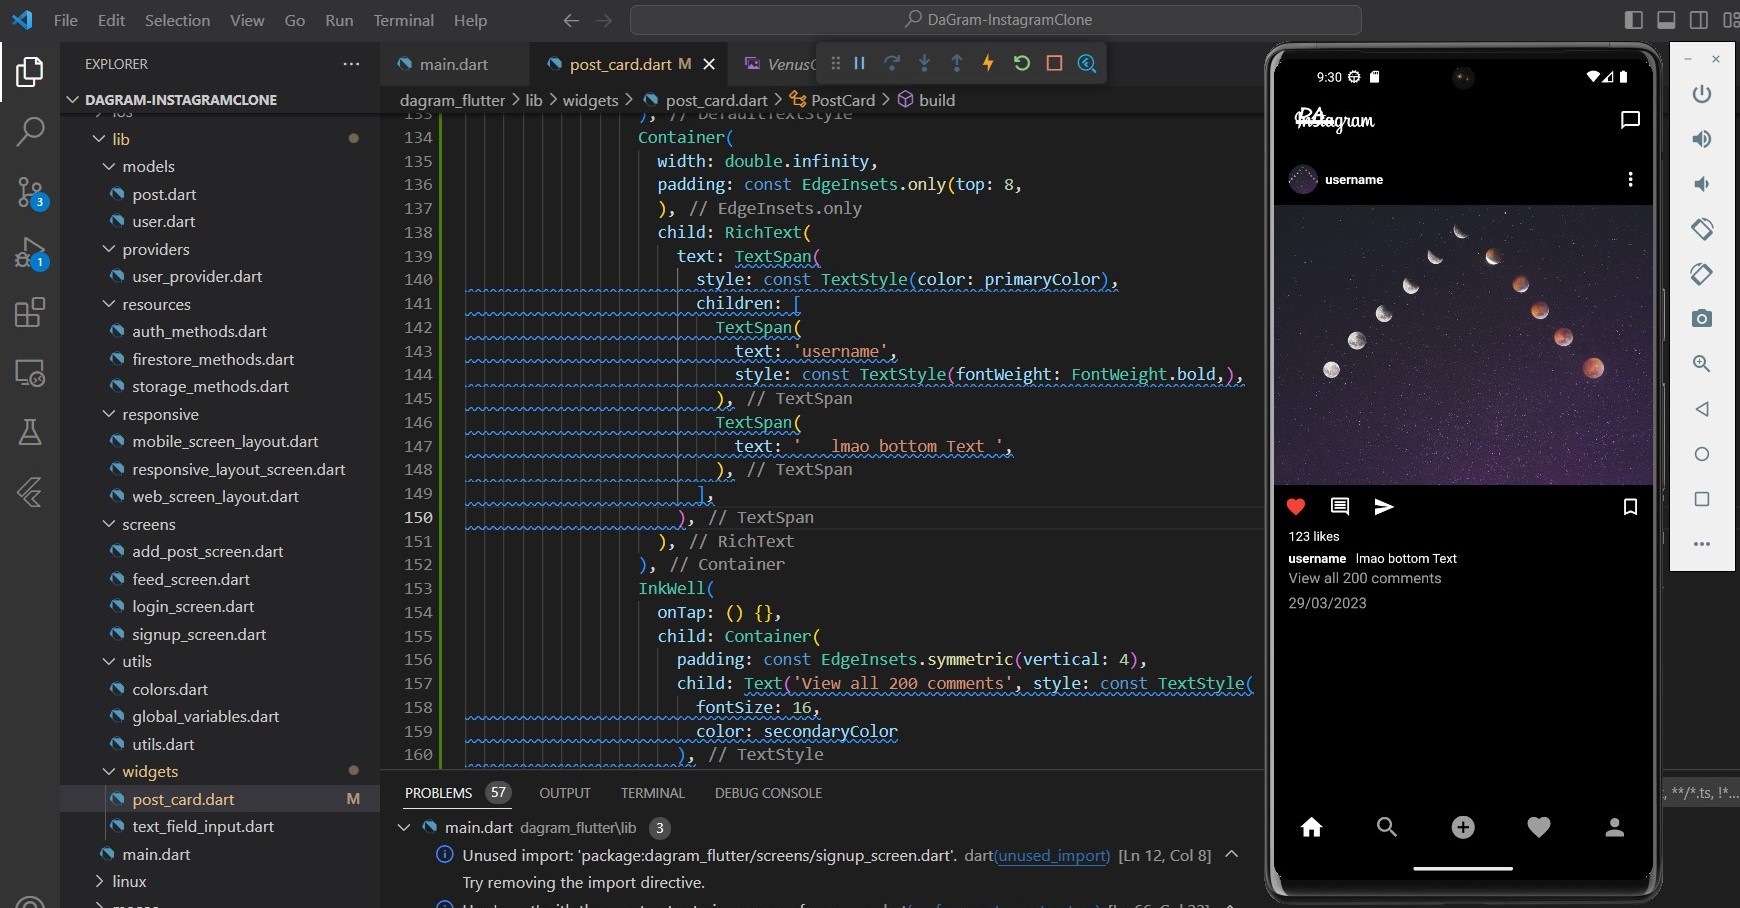 File Edit Selection View Go Run Terminal Help
DaGram-InstagramClone
EXPLORER
main.dart
post_card.dart M
DAGRAM-INSTAGRAMCLONE
dagram_flutter > lib > widgets > post_card.dart > PostCard > build
lib
models
post.dart
user.dart
providers
user_provider.dart
resources
auth_methods.dart
firestore_methods.dart
storage_methods.dart
responsive
mobile_screen_layout.dart
responsive_layout_screen.dart
web_screen_layout.dart
screens
add_post_screen.dart
feed_screen.dart
login_screen.dart
signup_screen.dart
utils
colors.dart
global_variables.dart
utils.dart
widgets
post_card.dart M
text_field_input.dart
main.dart
linux
3
1
133 ), // DefaultTextStyle
134 Container(
135 width: double.infinity,
136 padding: const EdgeInsets.only(top: 8,
137 ), // EdgeInsets.only
138 child: RichText(
139 text: TextSpan(
140 style: const TextStyle(color: primaryColor),
141 children: [
142 TextSpan(
143 text: 'username',
144 style: const TextStyle(fontWeight: FontWeight.bold,),
145 ), // TextSpan
146 TextSpan(
147 text: '   lmao bottom Text ',
148 ), // TextSpan
149 ],
150 ), // TextSpan
151 ), // RichText
152 ), // Container
153 InkWell(
154 onTap: () {},
155 child: Container(
156 padding: const EdgeInsets.symmetric(vertical: 4),
157 child: Text('View all 200 comments', style: const TextStyle(
158 fontSize: 16,
159 color: secondaryColor
160 ), // TextStyle
PROBLEMS 57 OUTPUT TERMINAL DEBUG CONSOLE
main.dart dagram_flutter\lib 3
Unused import: 'package:dagram_flutter/screens/signup_screen.dart'. dart(unused_import) [Ln 12, Col 8]
Try removing the import directive.
, **/*.ts, !*...
9:30
DA
Instagram
username
123 likes
username lmao bottom Text
View all 200 comments
29/03/2023